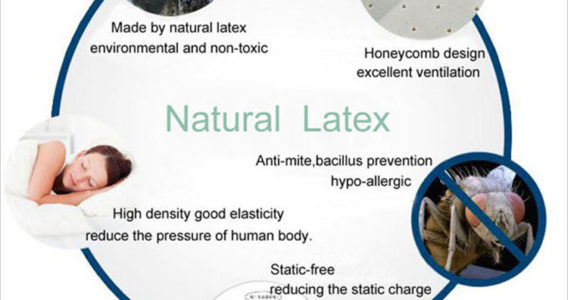 Made by natural latex
environmental and non-toxic
Honeycomb design
excellent ventilation
Natural Latex
Anti-mite,bacillus prevention
hypo-allergic
High density good elasticity
reduce the pressure of human body.
Static-free
reducing the static charge